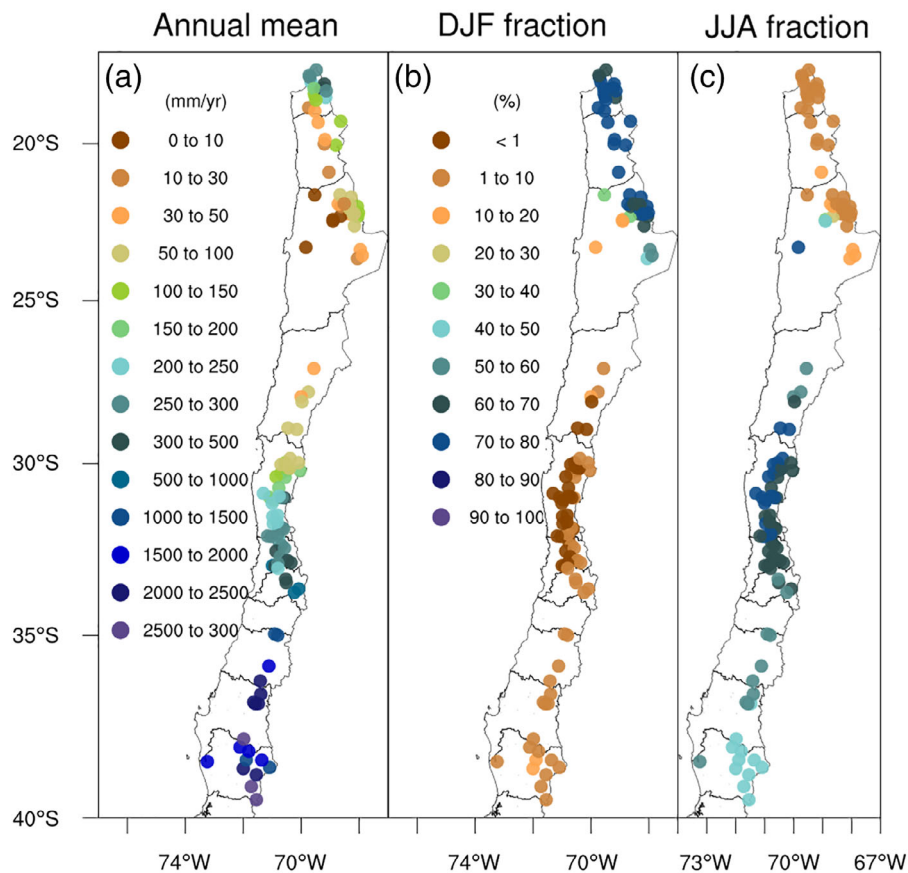 Annual mean
DJF fraction
JJA fraction
(a)
(b)
(c)
(mm/yr)
0 to 10
10 to 30
30 to 50
50 to 100
100 to 150
150 to 200
200 to 250
250 to 300
300 to 500
500 to 1000
1000 to 1500
1500 to 2000
2000 to 2500
2500 to 300
(%)
< 1
1 to 10
10 to 20
20 to 30
30 to 40
40 to 50
50 to 60
60 to 70
70 to 80
80 to 90
90 to 100
20°S
25°S
30°S
35°S
40°S
74°W
70°W
74°W
70°W
73°W
70°W
67°W